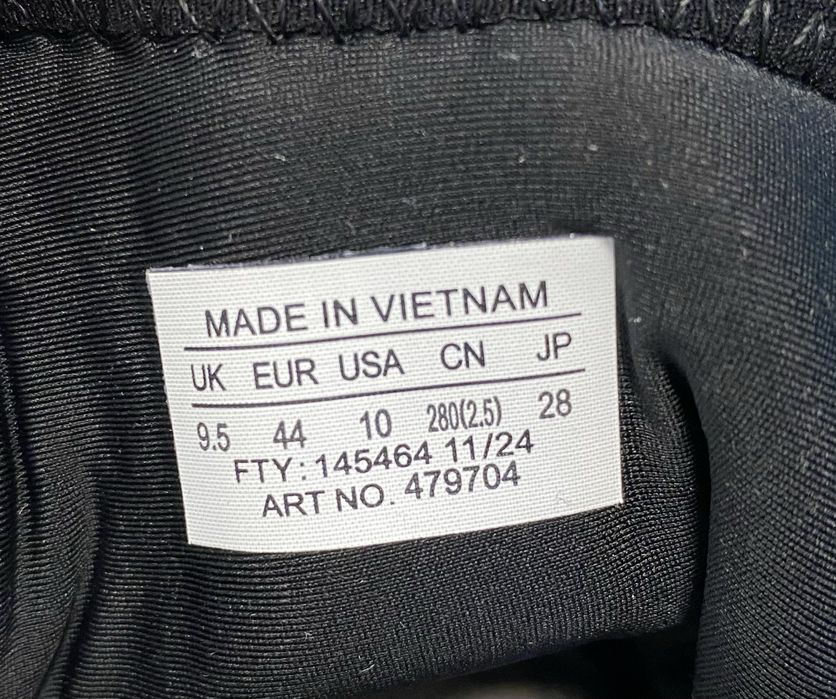 MADE IN VIETNAM
UK EUR USA CN JP
9.5 44 10 280(2.5) 28
FTY: 145464 11/24
ART NO. 479704